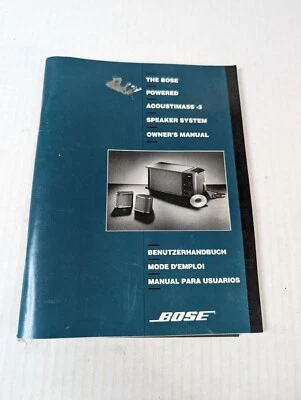 THE BOSE
POWERED
ACOUSTIMASS-3
SPEAKER SYSTEM
OWNER'S MANUAL
BENUTZERHANDBUCH
MODE D'EMPLOI
MANUAL PARA USUARIOS
BOSE